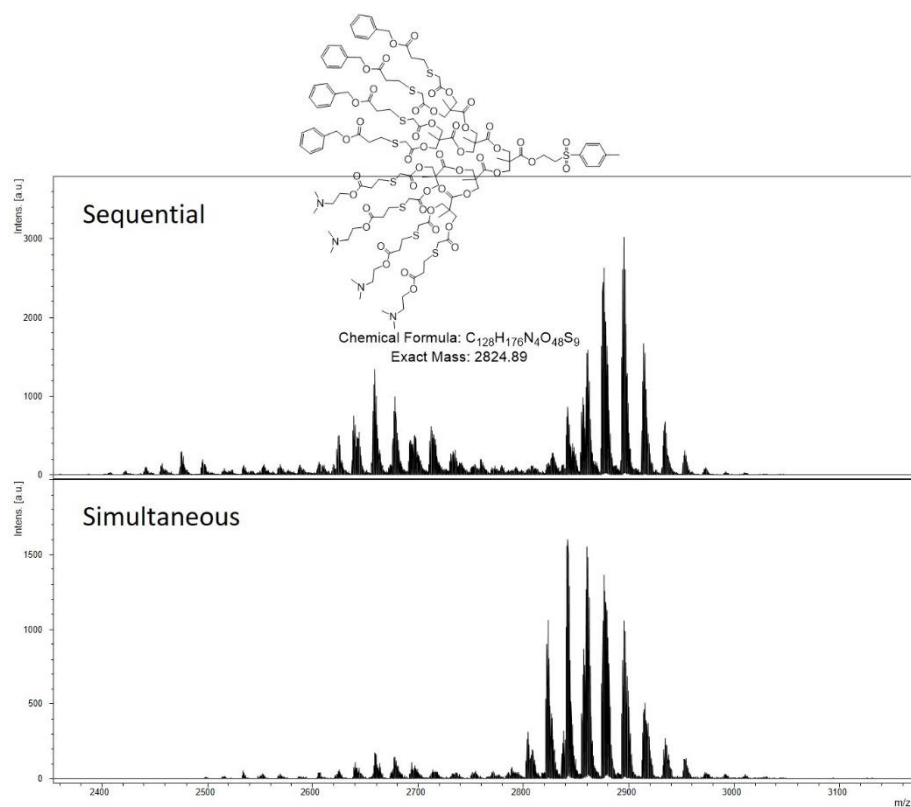 Sequential
Intens. [a.u.]
3000
2000
1000
0
Chemical Formula: C128H176N4O48S9
Exact Mass: 2824.89
Simultaneous
Intens. [a.u.]
1500
1000
500
0
2400 2500 2600 2700 2800 2900 3000 3100
m/z